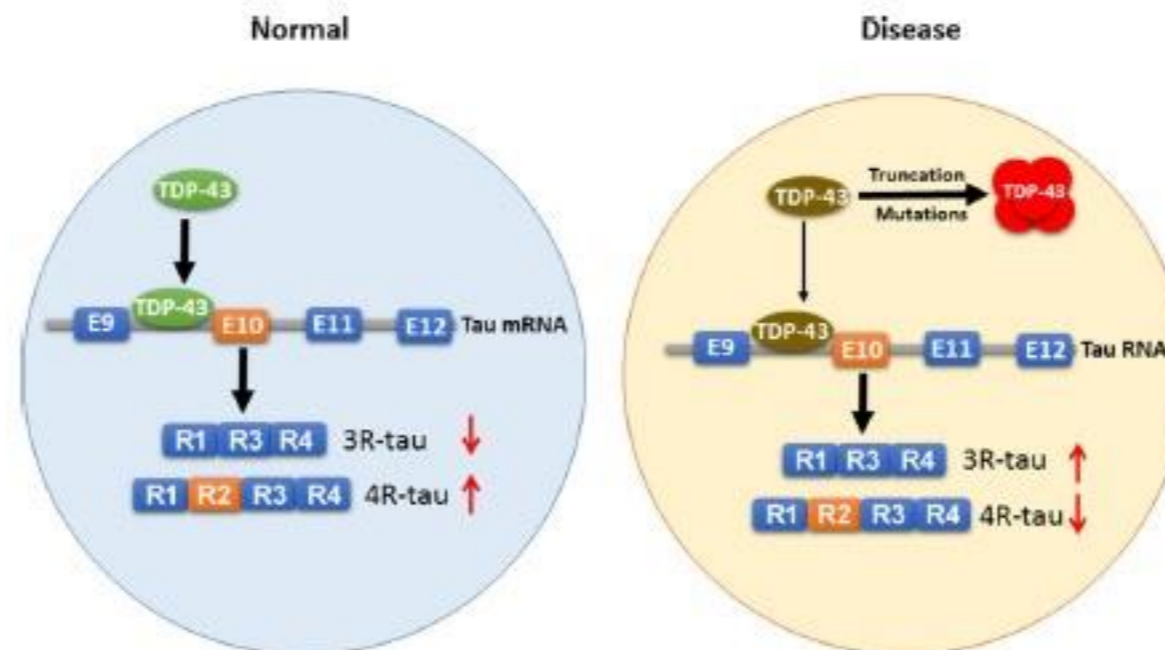 Normal
TDP-43
TDP-43
E9
E10
E11
E12
Tau mRNA
R1 R3 R4 3R-tau
R1 R2 R3 R4 4R-tau
Disease
TDP-43
Truncation
Mutations
TDP-43
TDP-43
E9
E10
E11
E12
Tau RNA
R1 R3 R4 3R-tau
R1 R2 R3 R4 4R-tau